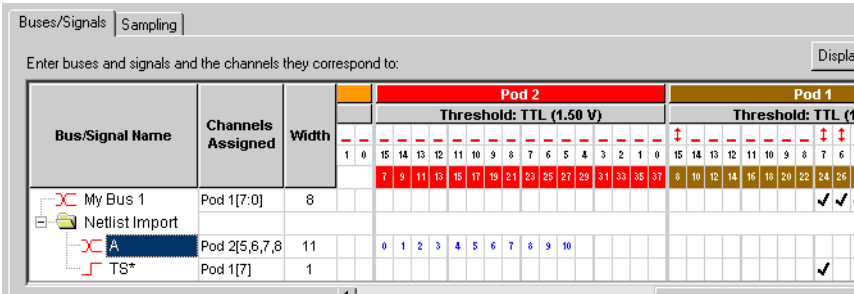 Buses/Signals Sampling
Enter buses and signals and the channels they correspond to:
Displa
Pod 2 Pod 1
Threshold: TTL (1.50 V) Threshold: TTL (1
Bus/Signal Name Channels Assigned Width
1 0 15 14 13 12 11 10 9 8 7 6 5 4 3 2 1 0 15 14 13 12 11 10 9 8 7 6
7 9 11 13 15 17 19 21 23 25 27 29 31 33 35 37 8 10 12 14 16 18 20 22 24 26
My Bus 1 Pod 1[7:0] 8
Netlist Import
A Pod 2[5,6,7,8 11 0 1 2 3 4 5 6 7 8 9 10
TS* Pod 1[7] 1